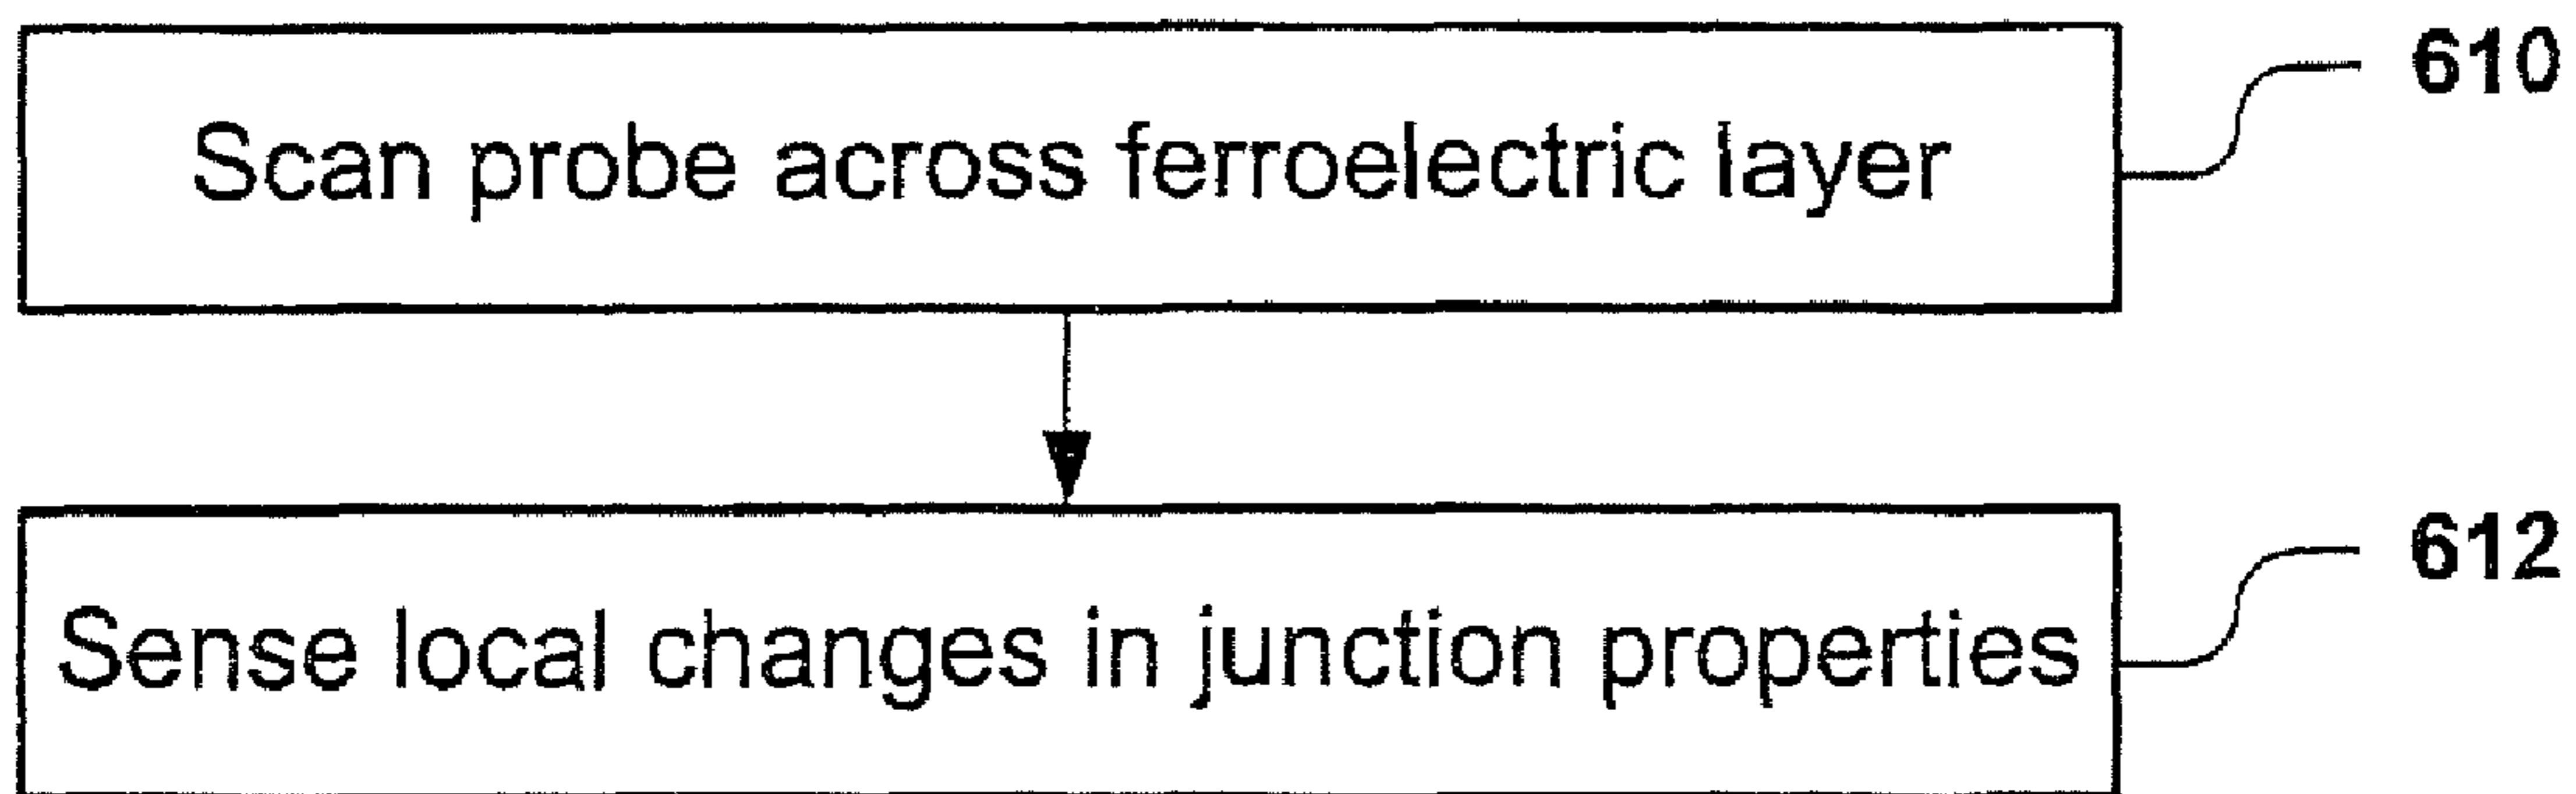 Scan probe across ferroelectric layer
610
Sense local changes in junction properties
612